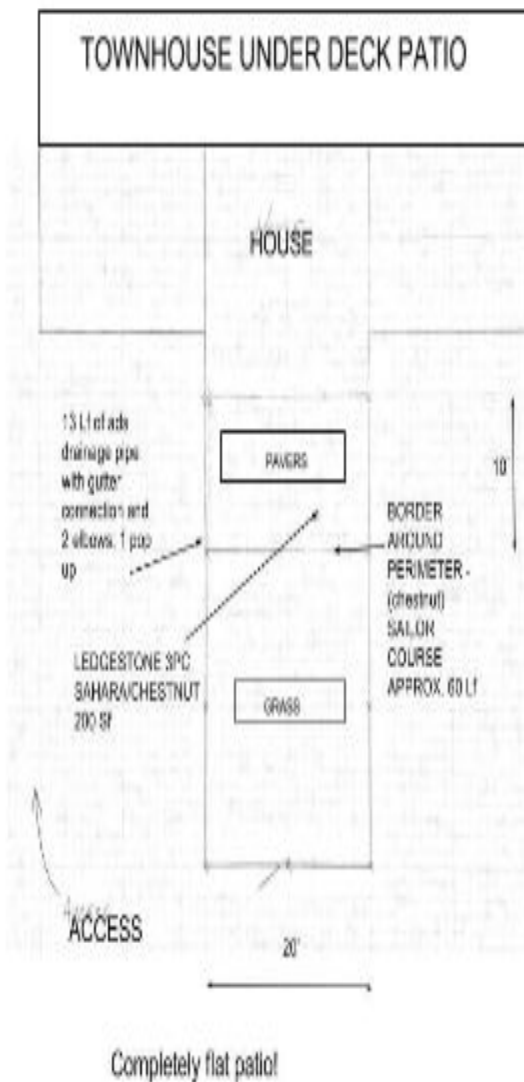 TOWNHOUSE UNDER DECK PATIO
HOUSE
13 Lf of ads
drainage pipe
with gutter
connection and
2 elbows, 1 pop
up
PAVERS
10'
BORDER
AROUND
PERIMETER -
(chestnut)
SAILOR
COURSE
APPROX. 60 Lf
LEDGESTONE 3PC
SAHARA/CHESTNUT
200 Sf
GRASS
Access
ACCESS
20'
Completely flat patio!